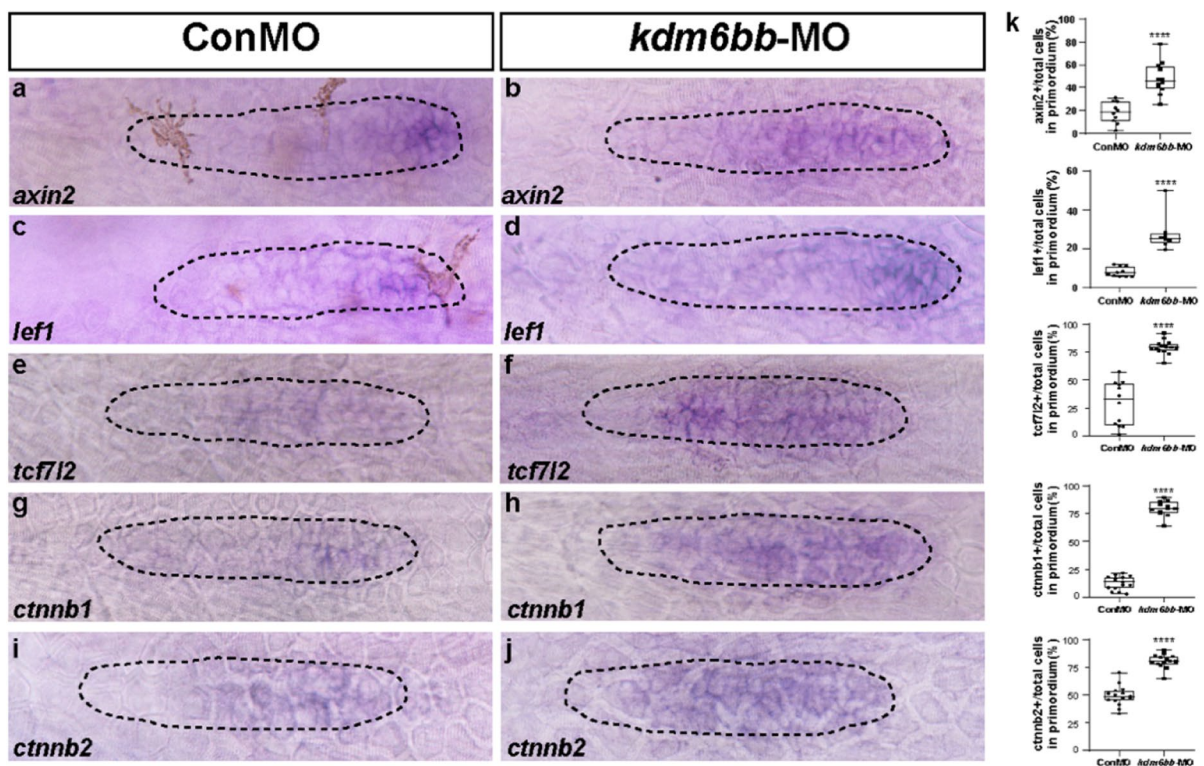 ConMO
kdm6bb-MO
a
axin2
b
axin2
c
lef1
d
lef1
e
tcf7l2
f
tcf7l2
g
ctnnb1
h
ctnnb1
i
ctnnb2
j
ctnnb2
k
axin2+/total cells
in primordium(%)
100
80
60
40
20
0
****
ConMO kdm6bb-MO
lef1+/total cells
in primordium(%)
60
40
20
0
****
ConMO kdm6bb-MO
tcf7l2+/total cells
in primordium(%)
100
75
50
25
0
****
ConMO kdm6bb-MO
ctnnb1+/total cells
in primordium(%)
100
75
50
25
0
****
ConMO kdm6bb-MO
ctnnb2+/total cells
in primordium(%)
100
75
50
25
0
****
ConMO kdm6bb-MO